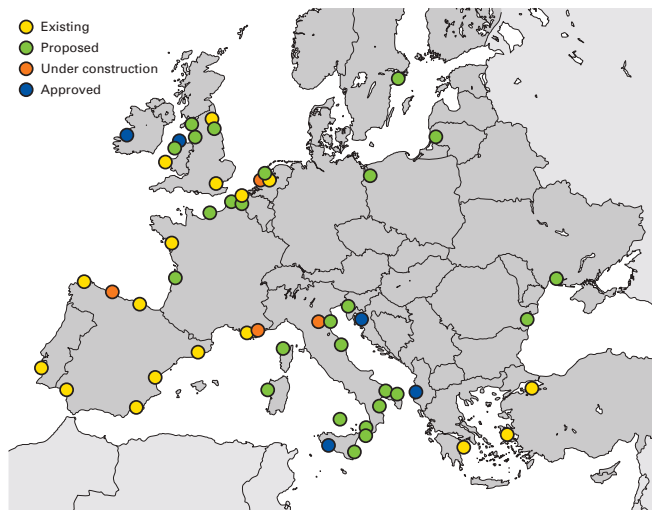 Existing
Proposed
Under construction
Approved